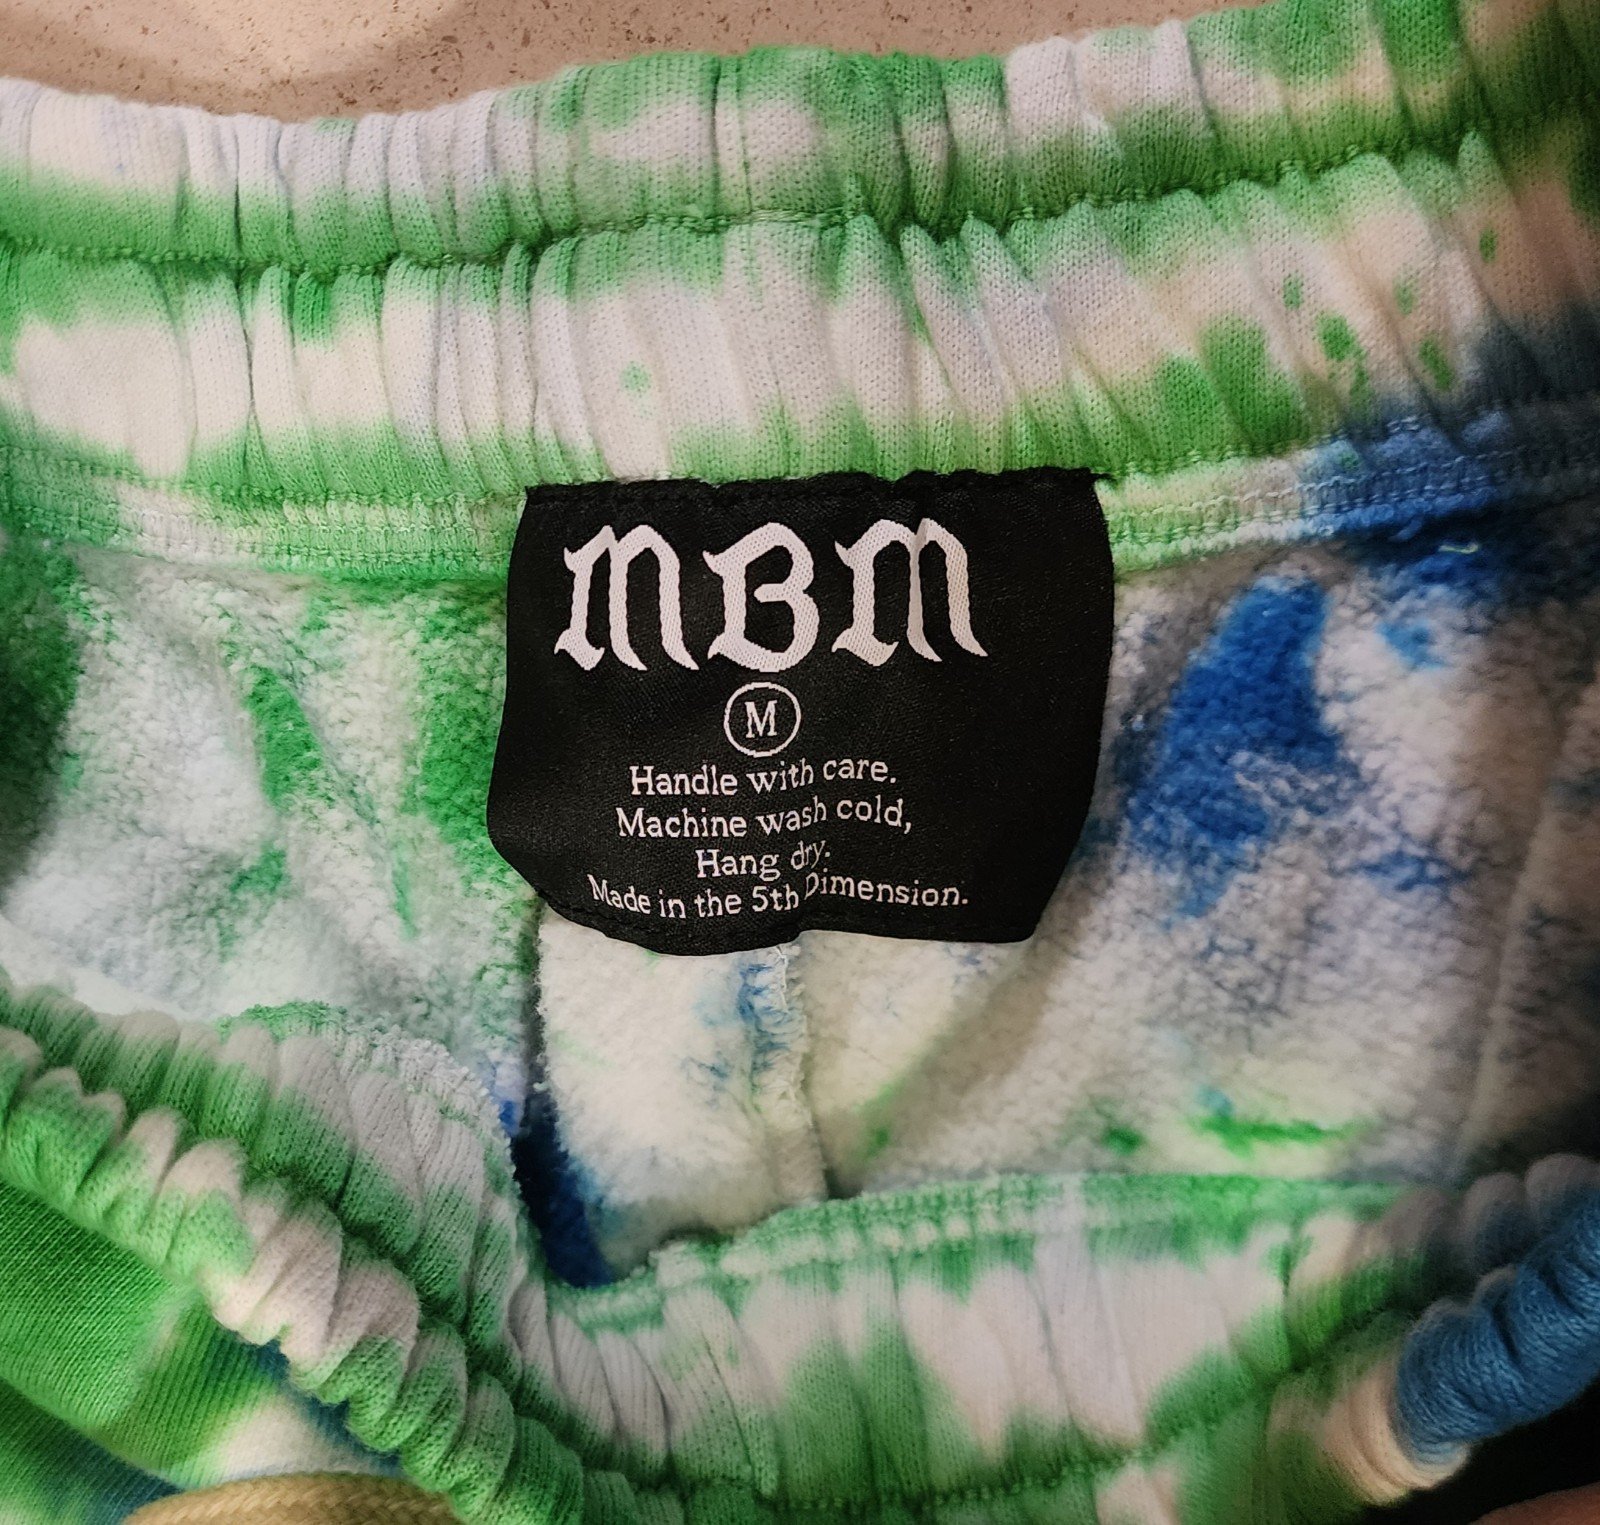 MBM
M
Handle with care.
Machine wash cold,
Hang dry.
Made in the 5th Dimension.